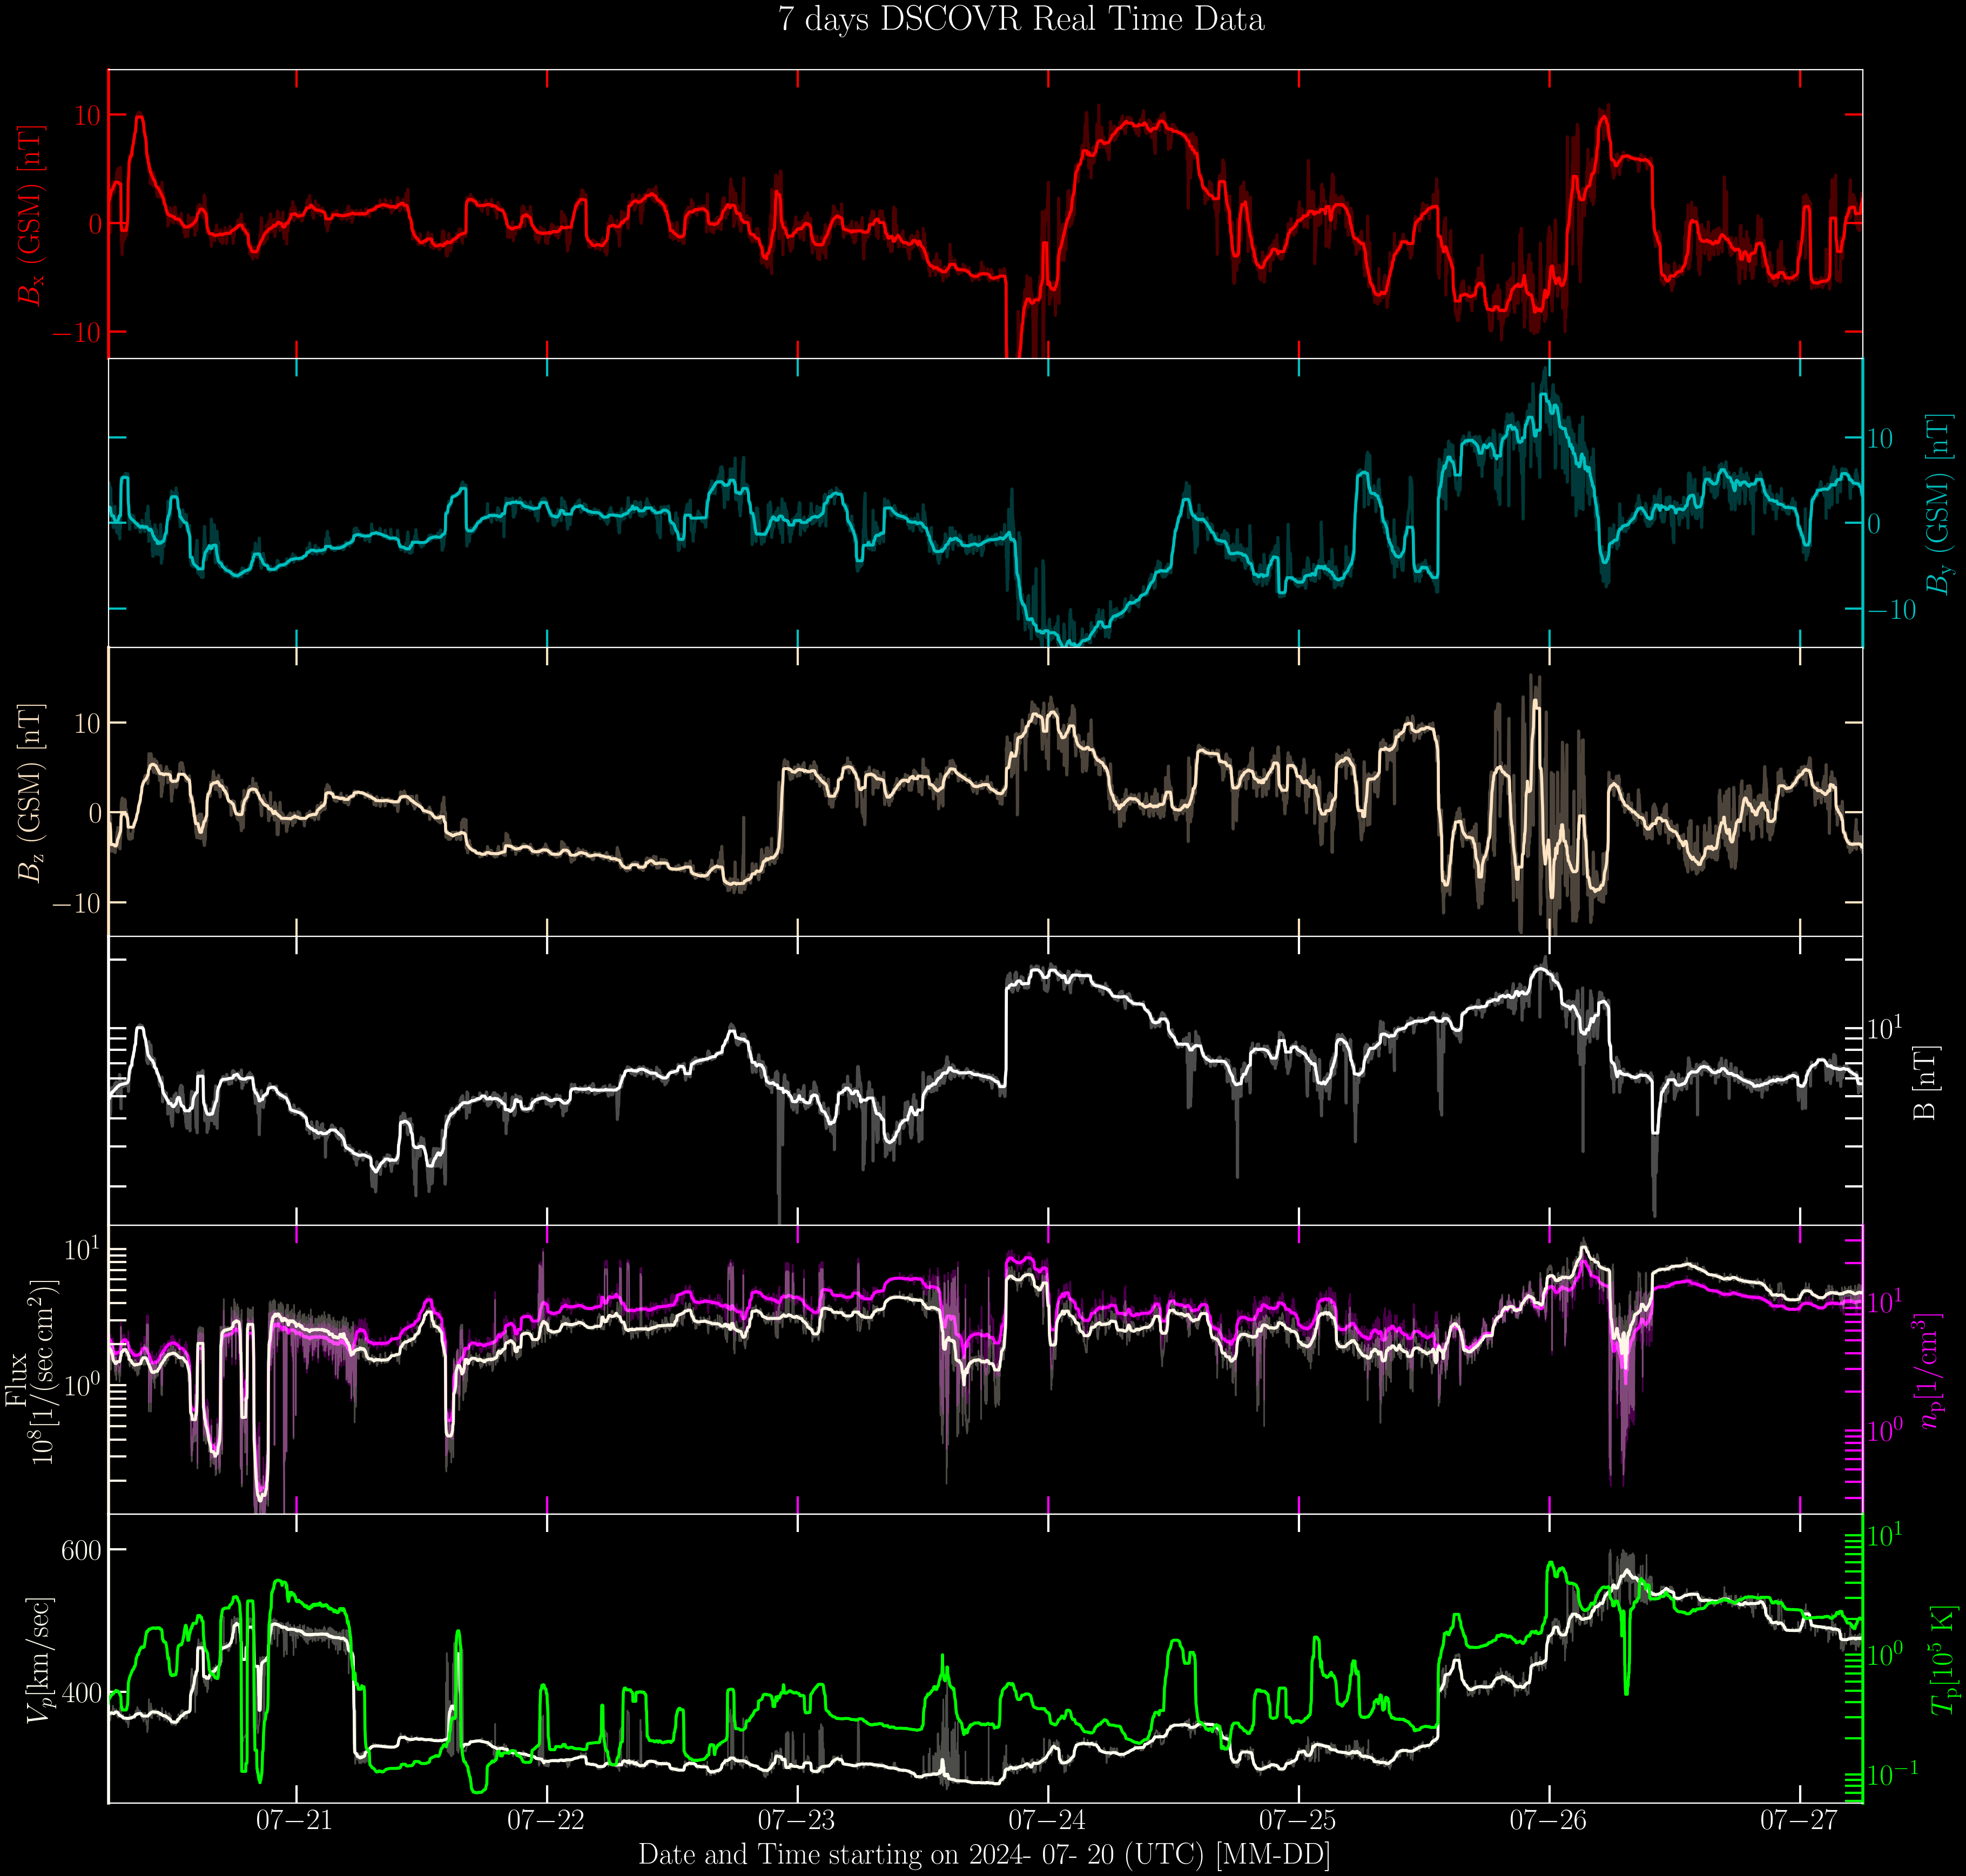 7 days DSCOVR Real Time Data
10
0
−10
Bx (GSM) [nT]
10
0
−10
By (GSM) [nT]
10
0
−10
Bz (GSM) [nT]
10¹
B [nT]
10¹
10⁰
Flux
10⁸[1/(sec cm²)]
10¹
10⁰
np[1/cm³]
600
400
Vp[km/sec]
10¹
10⁰
10⁻¹
Tp[10⁵ K]
07−21 07−22 07−23 07−24 07−25 07−26 07−27
Date and Time starting on 2024- 07- 20 (UTC) [MM-DD]